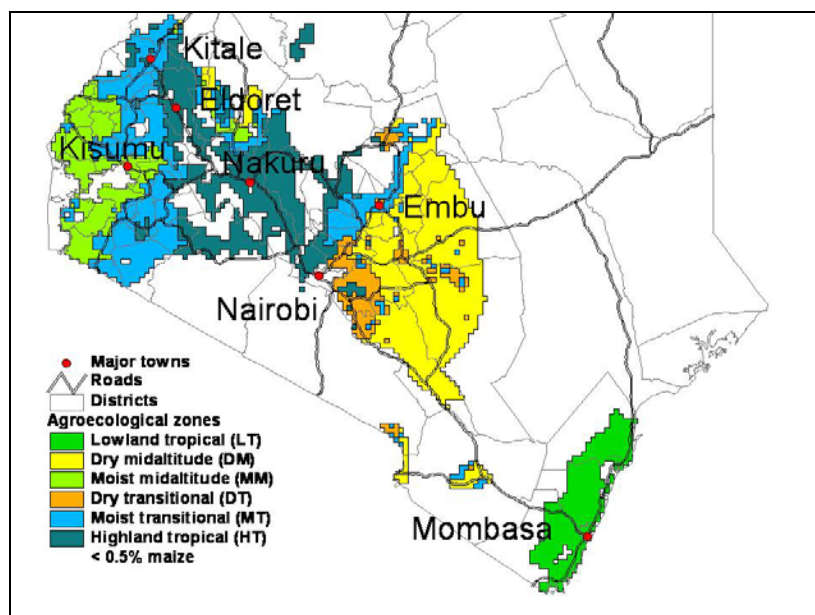 Kitale
Eldoret
Kisumu
Nakuru
Embu
Nairobi
Major towns
Roads
Districts
Agroecological zones
Lowland tropical (LT)
Dry midaltitude (DM)
Moist midaltitude (MM)
Dry transitional (DT)
Moist transitional (MT)
Highland tropical (HT)
< 0.5% maize
Mombasa